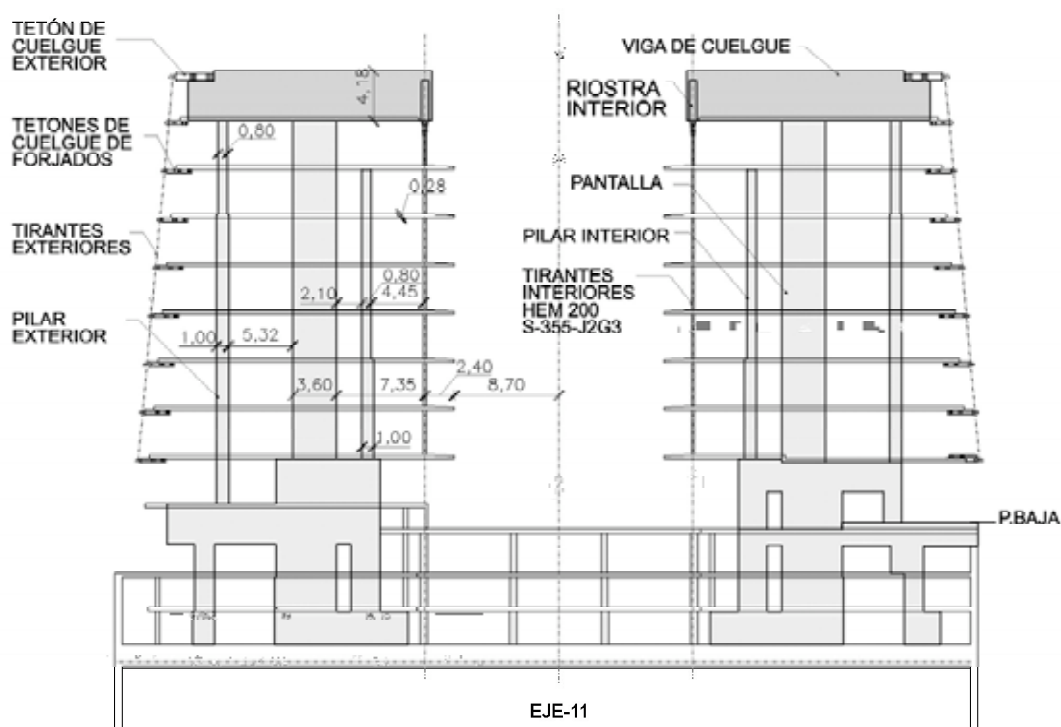 TETÓN DE
CUELGUE
EXTERIOR
VIGA DE CUELGUE
4,18
RIOSTRA
INTERIOR
TETONES DE
CUELGUE DE
FORJADOS
0,80
0,28
PANTALLA
TIRANTES
EXTERIORES
PILAR INTERIOR
TIRANTES
INTERIORES
HEM 200
S-355-J2G3
0,80
2,10
4,45
PILAR
EXTERIOR
1,00
5,32
2,40
3,60
7,35
8,70
1,00
P.BAJA
EJE-11